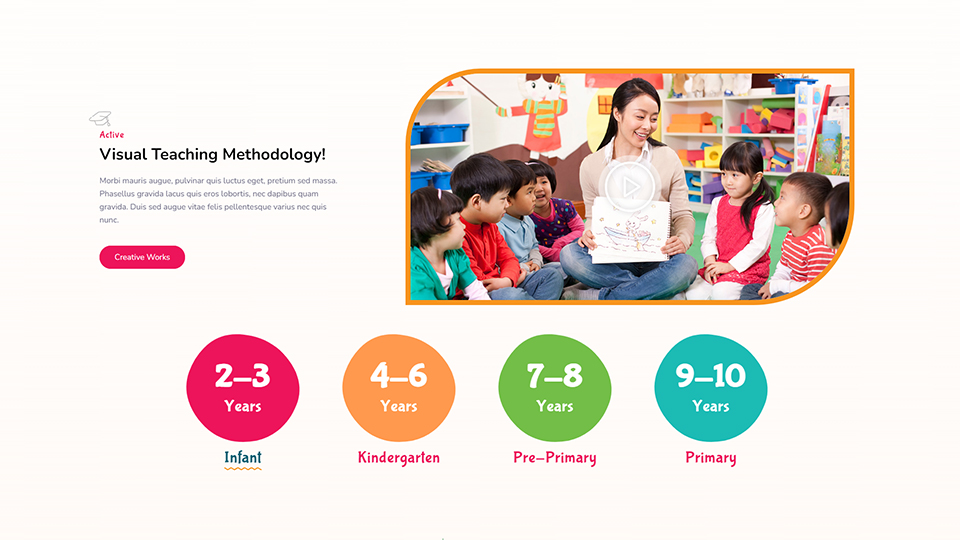 Active
Visual Teaching Methodology!
Morbi mauris augue, pulvinar quis luctus eget, pretium sed massa.
Phasellus gravida lacus quis eros lobortis, nec dapibus quam
gravida. Duis sed augue vitae felis pellentesque varius nec quis
nunc.
Creative Works
2–3
Years
Infant
4–6
Years
Kindergarten
7–8
Years
Pre–Primary
9–10
Years
Primary